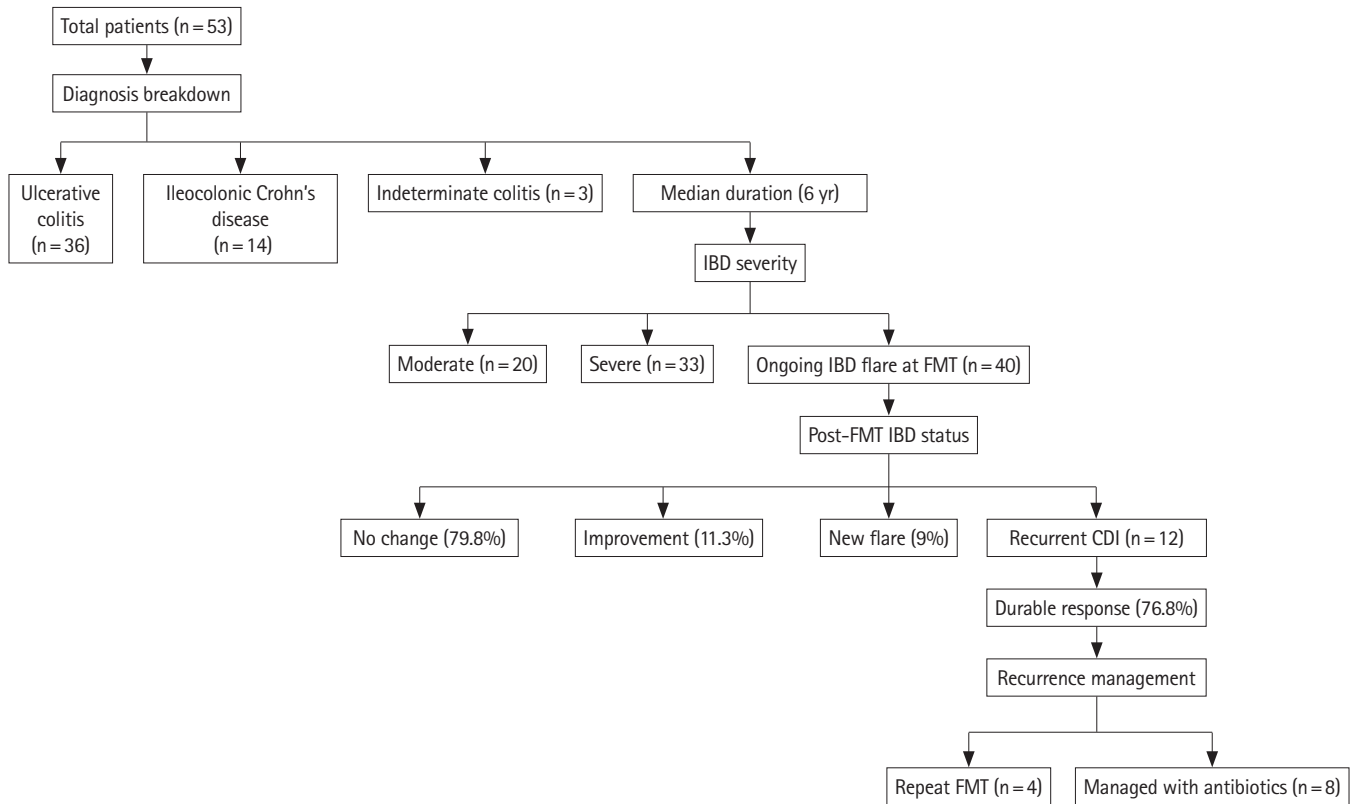 Total patients (n=53)
Diagnosis breakdown
Ulcerative
colitis
(n=36)
Ileocolonic Crohn's
disease
(n=14)
Indeterminate colitis (n=3)
Median duration (6 yr)
IBD severity
Moderate (n=20)
Severe (n=33)
Ongoing IBD flare at FMT (n=40)
Post-FMT IBD status
No change (79.8%)
Improvement (11.3%)
New flare (9%)
Recurrent CDI (n=12)
Durable response (76.8%)
Recurrence management
Repeat FMT (n=4)
Managed with antibiotics (n=8)